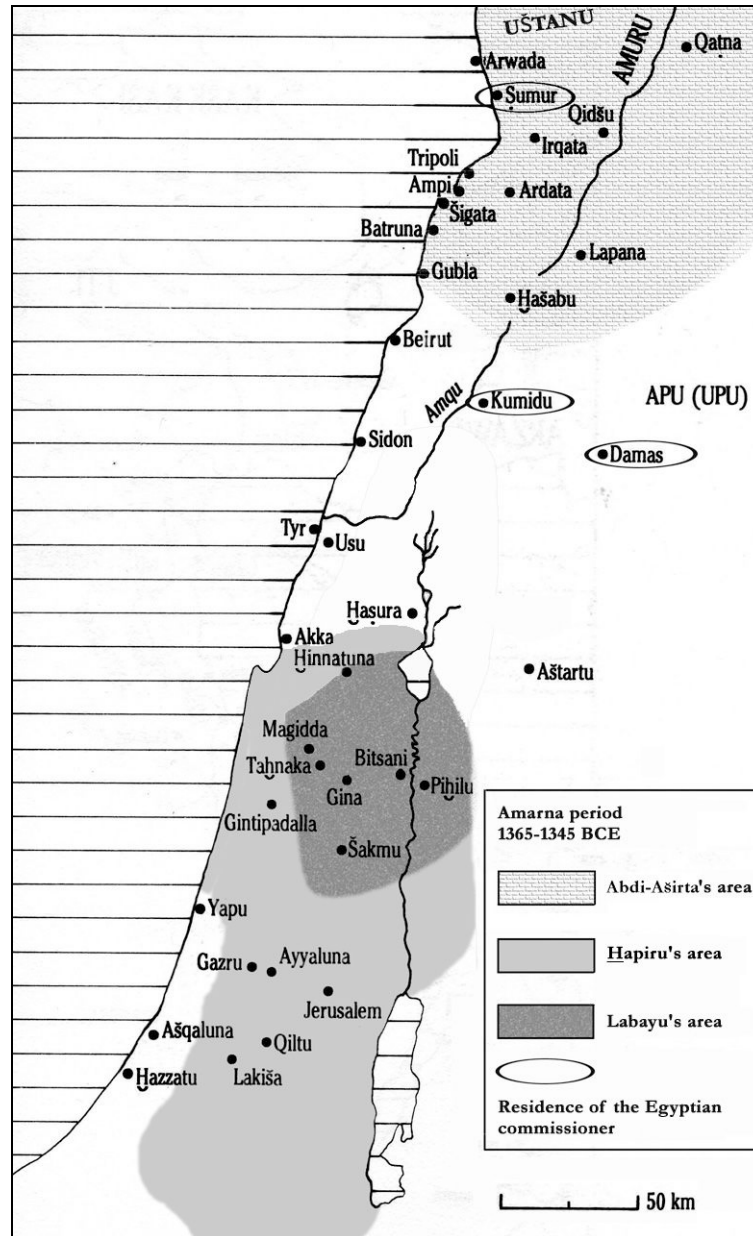 UŠTANU
AMURU
Qatna
Arwada
Sumur
Qidšu
Irqata
Tripoli
Ampi
Ardata
Šigata
Batruna
Lapana
Gubla
Ḫašabu
Beirut
Amqu
Kumidu
APU (UPU)
Sidon
Damas
Tyr
Usu
Ḫasura
Akka
Ḫinnatuna
Aštartu
Magidda
Taḫnaka
Bitsani
Gina
Piḫilu
Gintipadalla
Šakmu
Yapu
Gazru
Ayyaluna
Jerusalem
Ašqaluna
Qiltu
Lakiša
Ḫazzatu
Amarna period
1365-1345 BCE
Abdi-Aširta's area
Hapiru's area
Labayu's area
Residence of the Egyptian
commissioner
50 km